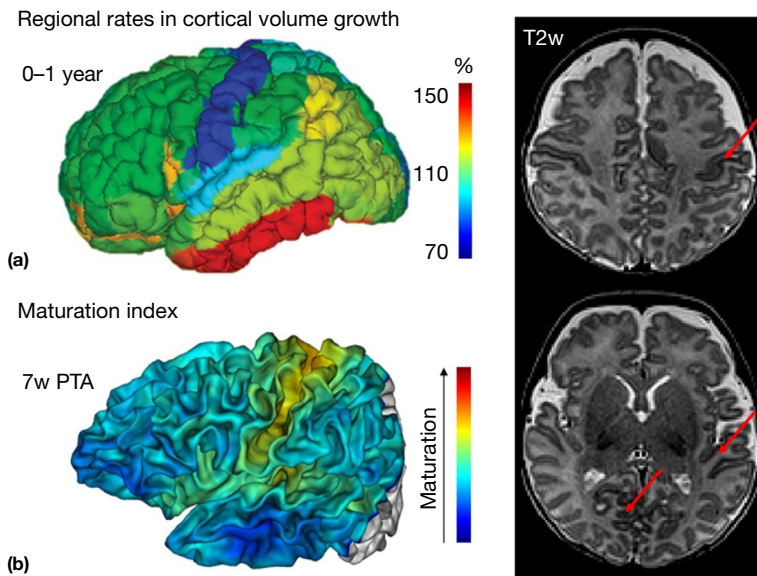 Regional rates in cortical volume growth
0–1 year
%
150
110
70
(a)
Maturation index
7w PTA
Maturation
(b)
T2w